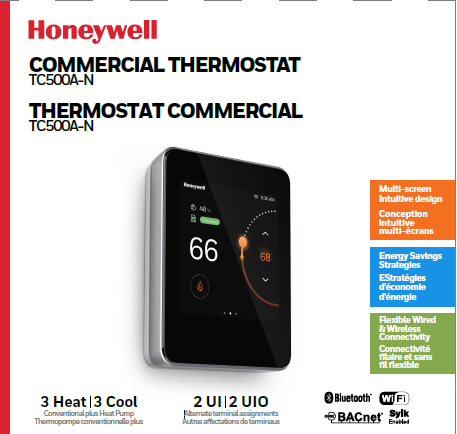 Honeywell
COMMERCIAL THERMOSTAT
TC500A-N
THERMOSTAT COMMERCIAL
TC500A-N
Honeywell
48%
66
68
Multi-screen
Intuitive design
Conception
intuitive
multi-écrans
Energy Savings
Strategies
EStratégies
d'économie
d'énergie
Flexible Wired
& Wireless
Connectivity
Connectivité
filaire et sans
fil flexible
3 Heat|3 Cool
Conventional plus Heat Pump
Thermopompe conventionnelle plus
2 UI|2 UIO
Alternate terminal assignments
Autres affectations de terminaux
Bluetooth®
WiFi
BACnet™
Sylk
Enabled